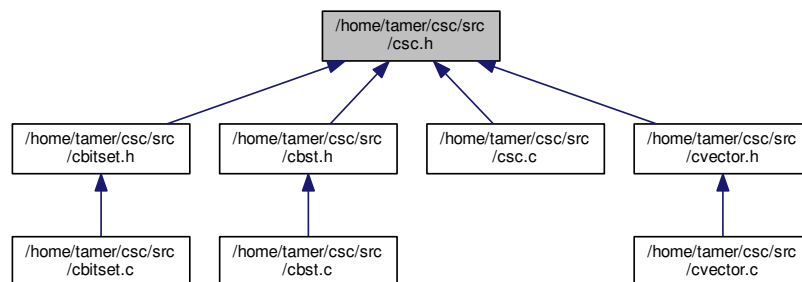 /home/tamer/csc/src
/csc.h
/home/tamer/csc/src
/cbitset.h
/home/tamer/csc/src
/cbst.h
/home/tamer/csc/src
/csc.c
/home/tamer/csc/src
/cvector.h
/home/tamer/csc/src
/cbitset.c
/home/tamer/csc/src
/cbst.c
/home/tamer/csc/src
/cvector.c